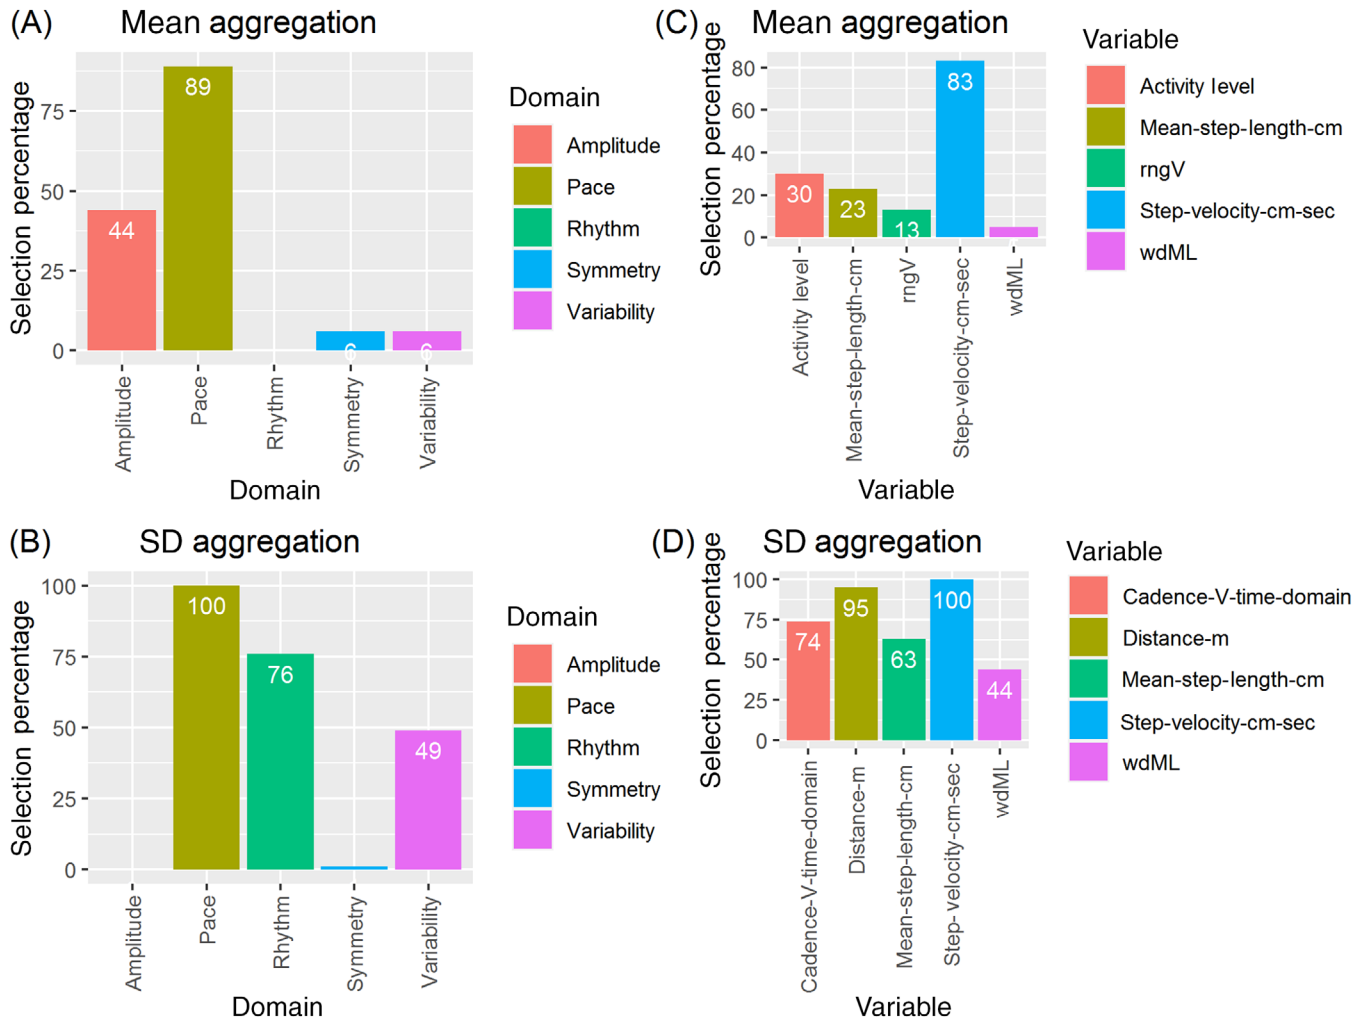 (A) Mean aggregation
Selection percentage
75
50
25
0
44
89
6
6
Amplitude
Pace
Rhythm
Symmetry
Variability
Domain
Domain
Amplitude
Pace
Rhythm
Symmetry
Variability
(C) Mean aggregation
Selection percentage
80
60
40
20
0
30
23
13
83
Activity level
Mean-step-length-cm
rngV
Step-velocity-cm-sec
wdML
Variable
Variable
Activity level
Mean-step-length-cm
rngV
Step-velocity-cm-sec
wdML
(B) SD aggregation
Selection percentage
100
75
50
25
0
100
76
49
Amplitude
Pace
Rhythm
Symmetry
Variability
Domain
Domain
Amplitude
Pace
Rhythm
Symmetry
Variability
(D) SD aggregation
Selection percentage
100
75
50
25
0
74
95
63
100
44
Cadence-V-time-domain
Distance-m
Mean-step-length-cm
Step- velocity-cm-sec
wdML
Variable
Variable
Cadence-V-time-domain
Distance-m
Mean-step-length-cm
Step-velocity-cm-sec
wdML